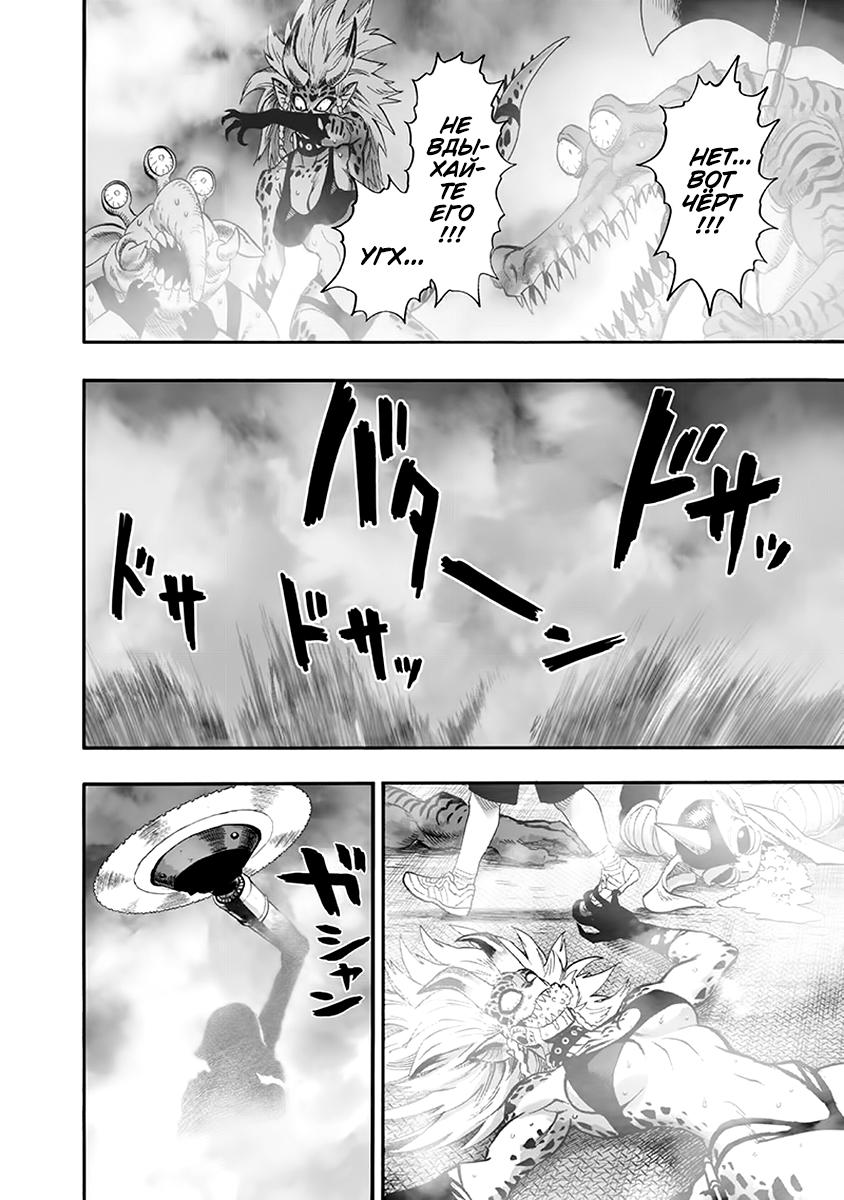 НЕТ...
ВОТ
ЧЁРТ
!!!
НЕ
ВДЫ-
ХАЙ-
ТЕ
ЕГО
!!!
УГХ...
ドサッ
バターン
ドサッ
ドサ
ガシャン